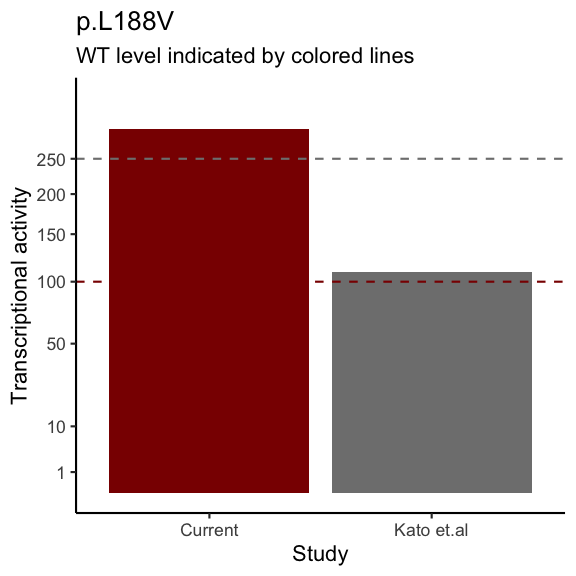 p.L188V
WT level indicated by colored lines
Transcriptional activity
250
200
150
100
50
10
1
Current
Kato et.al
Study